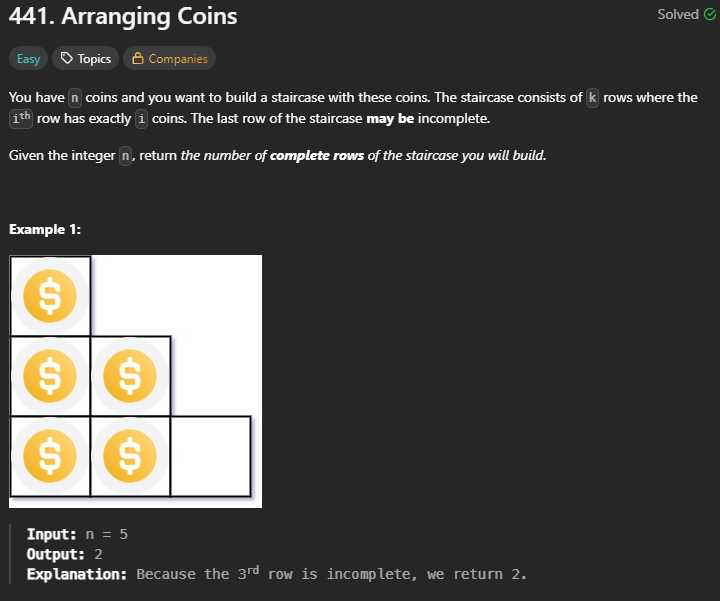 441. Arranging Coins
Solved
Easy Topics Companies
You have n coins and you want to build a staircase with these coins. The staircase consists of k rows where the
ith row has exactly i coins. The last row of the staircase may be incomplete.
Given the integer n, return the number of complete rows of the staircase you will build.
Example 1:
$
$ $
$ $
Input: n = 5
Output: 2
Explanation: Because the 3rd row is incomplete, we return 2.